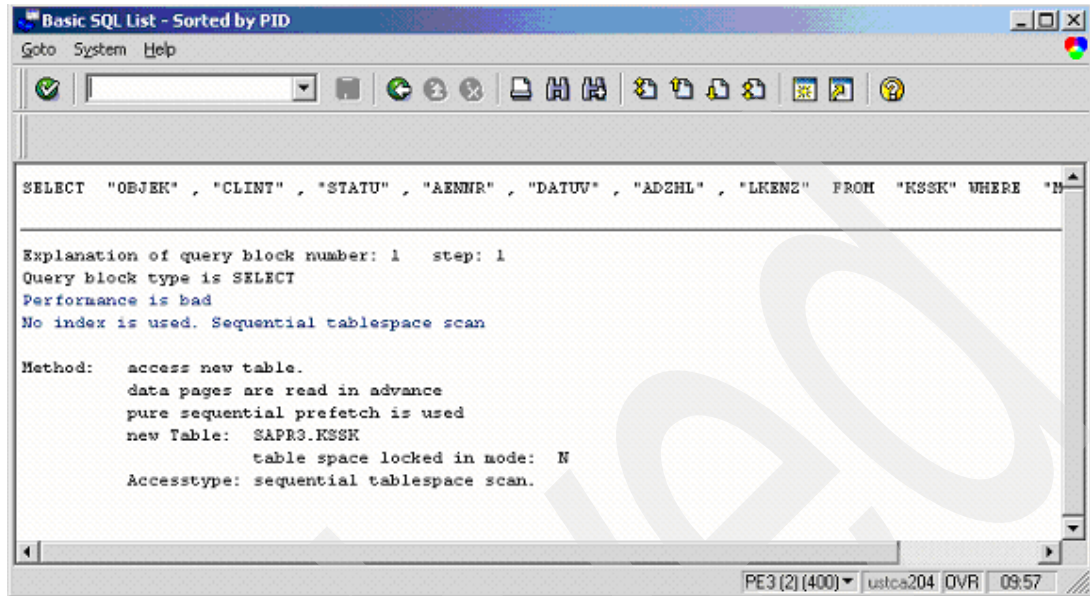 Basic SQL List - Sorted by PID
Goto System Help
SELECT "OBJEK" , "CLINT" , "STATU" , "AENNR" , "DATUV" , "ADZHL" , "LKENZ" FROM "KSSK" WHERE "M
Explanation of query block number: 1 step: 1
Query block type is SELECT
Performance is bad
No index is used. Sequential tablespace scan
Method: access new table.
data pages are read in advance
pure sequential prefetch is used
new Table: SAPR3.KSSK
table space locked in mode: N
Accesstype: sequential tablespace scan.
PE3 (2) (400) ustca204 OVR 09:57